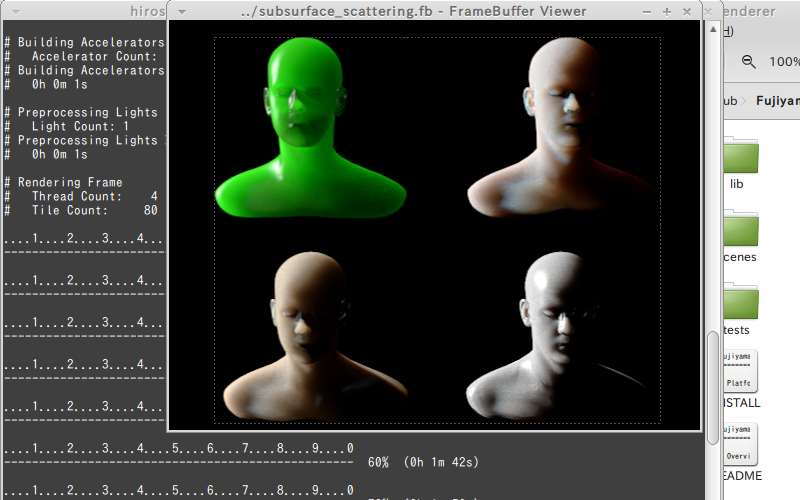 hiros
../subsurface_scattering.fb - FrameBuffer Viewer
enderer
# Building Accelerators
#   Accelerator Count:
# Building Accelerators
#   0h 0m 1s
# Preprocessing Lights
#   Light Count: 1
# Preprocessing Lights
#   0h 0m 1s
# Rendering Frame
#   Thread Count:    4
#   Tile Count:     80
....1....2....3....4...
-----------------------
....1....2....3....4...
-----------------------
....1....2....3....4...
-----------------------
....1....2....3....4...
-----------------------
....1....2....3....4...
-----------------------
....1....2....3....4....5....6....7....8....9....0
--------------------------------------------------  60%  (0h 1m 42s)
....1....2....3....4....5....6....7....8....9....0
H)
100%
ub
Fujiyam
lib
cenes
tests
ujiyama
Platfo
STALL
ujiyama
Overvi
EADME